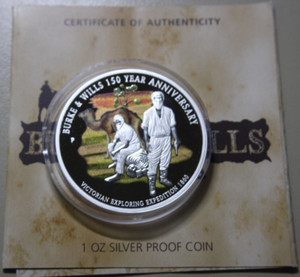 CERTIFICATE OF AUTHENTICITY
BURKE & WILLS 150 YEAR ANNIVERSARY
VICTORIAN EXPLORING EXPEDITION 1860
1 OZ SILVER PROOF COIN